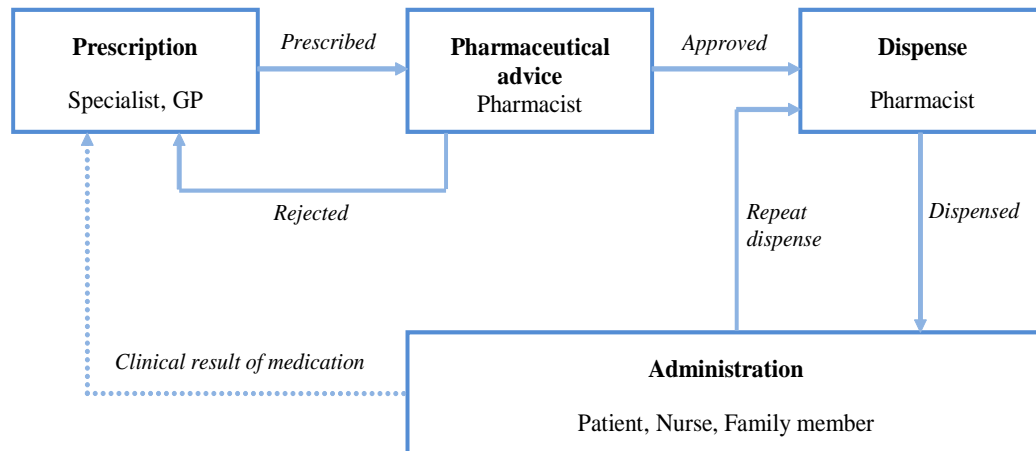 Prescription
Specialist, GP
Prescribed
Pharmaceutical
advice
Pharmacist
Approved
Dispense
Pharmacist
Rejected
Repeat
dispense
Dispensed
Clinical result of medication
Administration
Patient, Nurse, Family member